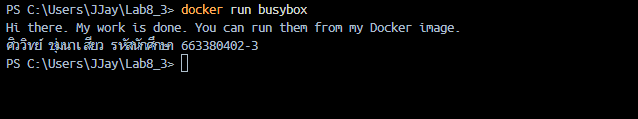 PS C:\Users\JJay\Lab8_3> docker run busybox
Hi there. My work is done. You can run them from my Docker image.
รหัสนักศึกษา 663380402-3
PS C:\Users\JJay\Lab8_3>